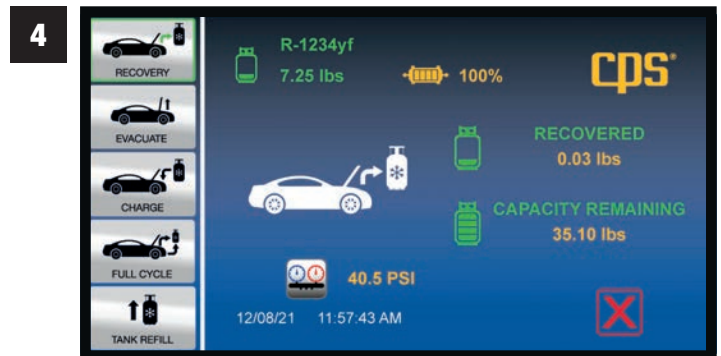 4
RECOVERY
EVACUATE
CHARGE
FULL CYCLE
TANK REFILL
R-1234yf
7.25 lbs
100%
cps®
RECOVERED
0.03 lbs
CAPACITY REMAINING
35.10 lbs
40.5 PSI
12/08/21 11:57:43 AM